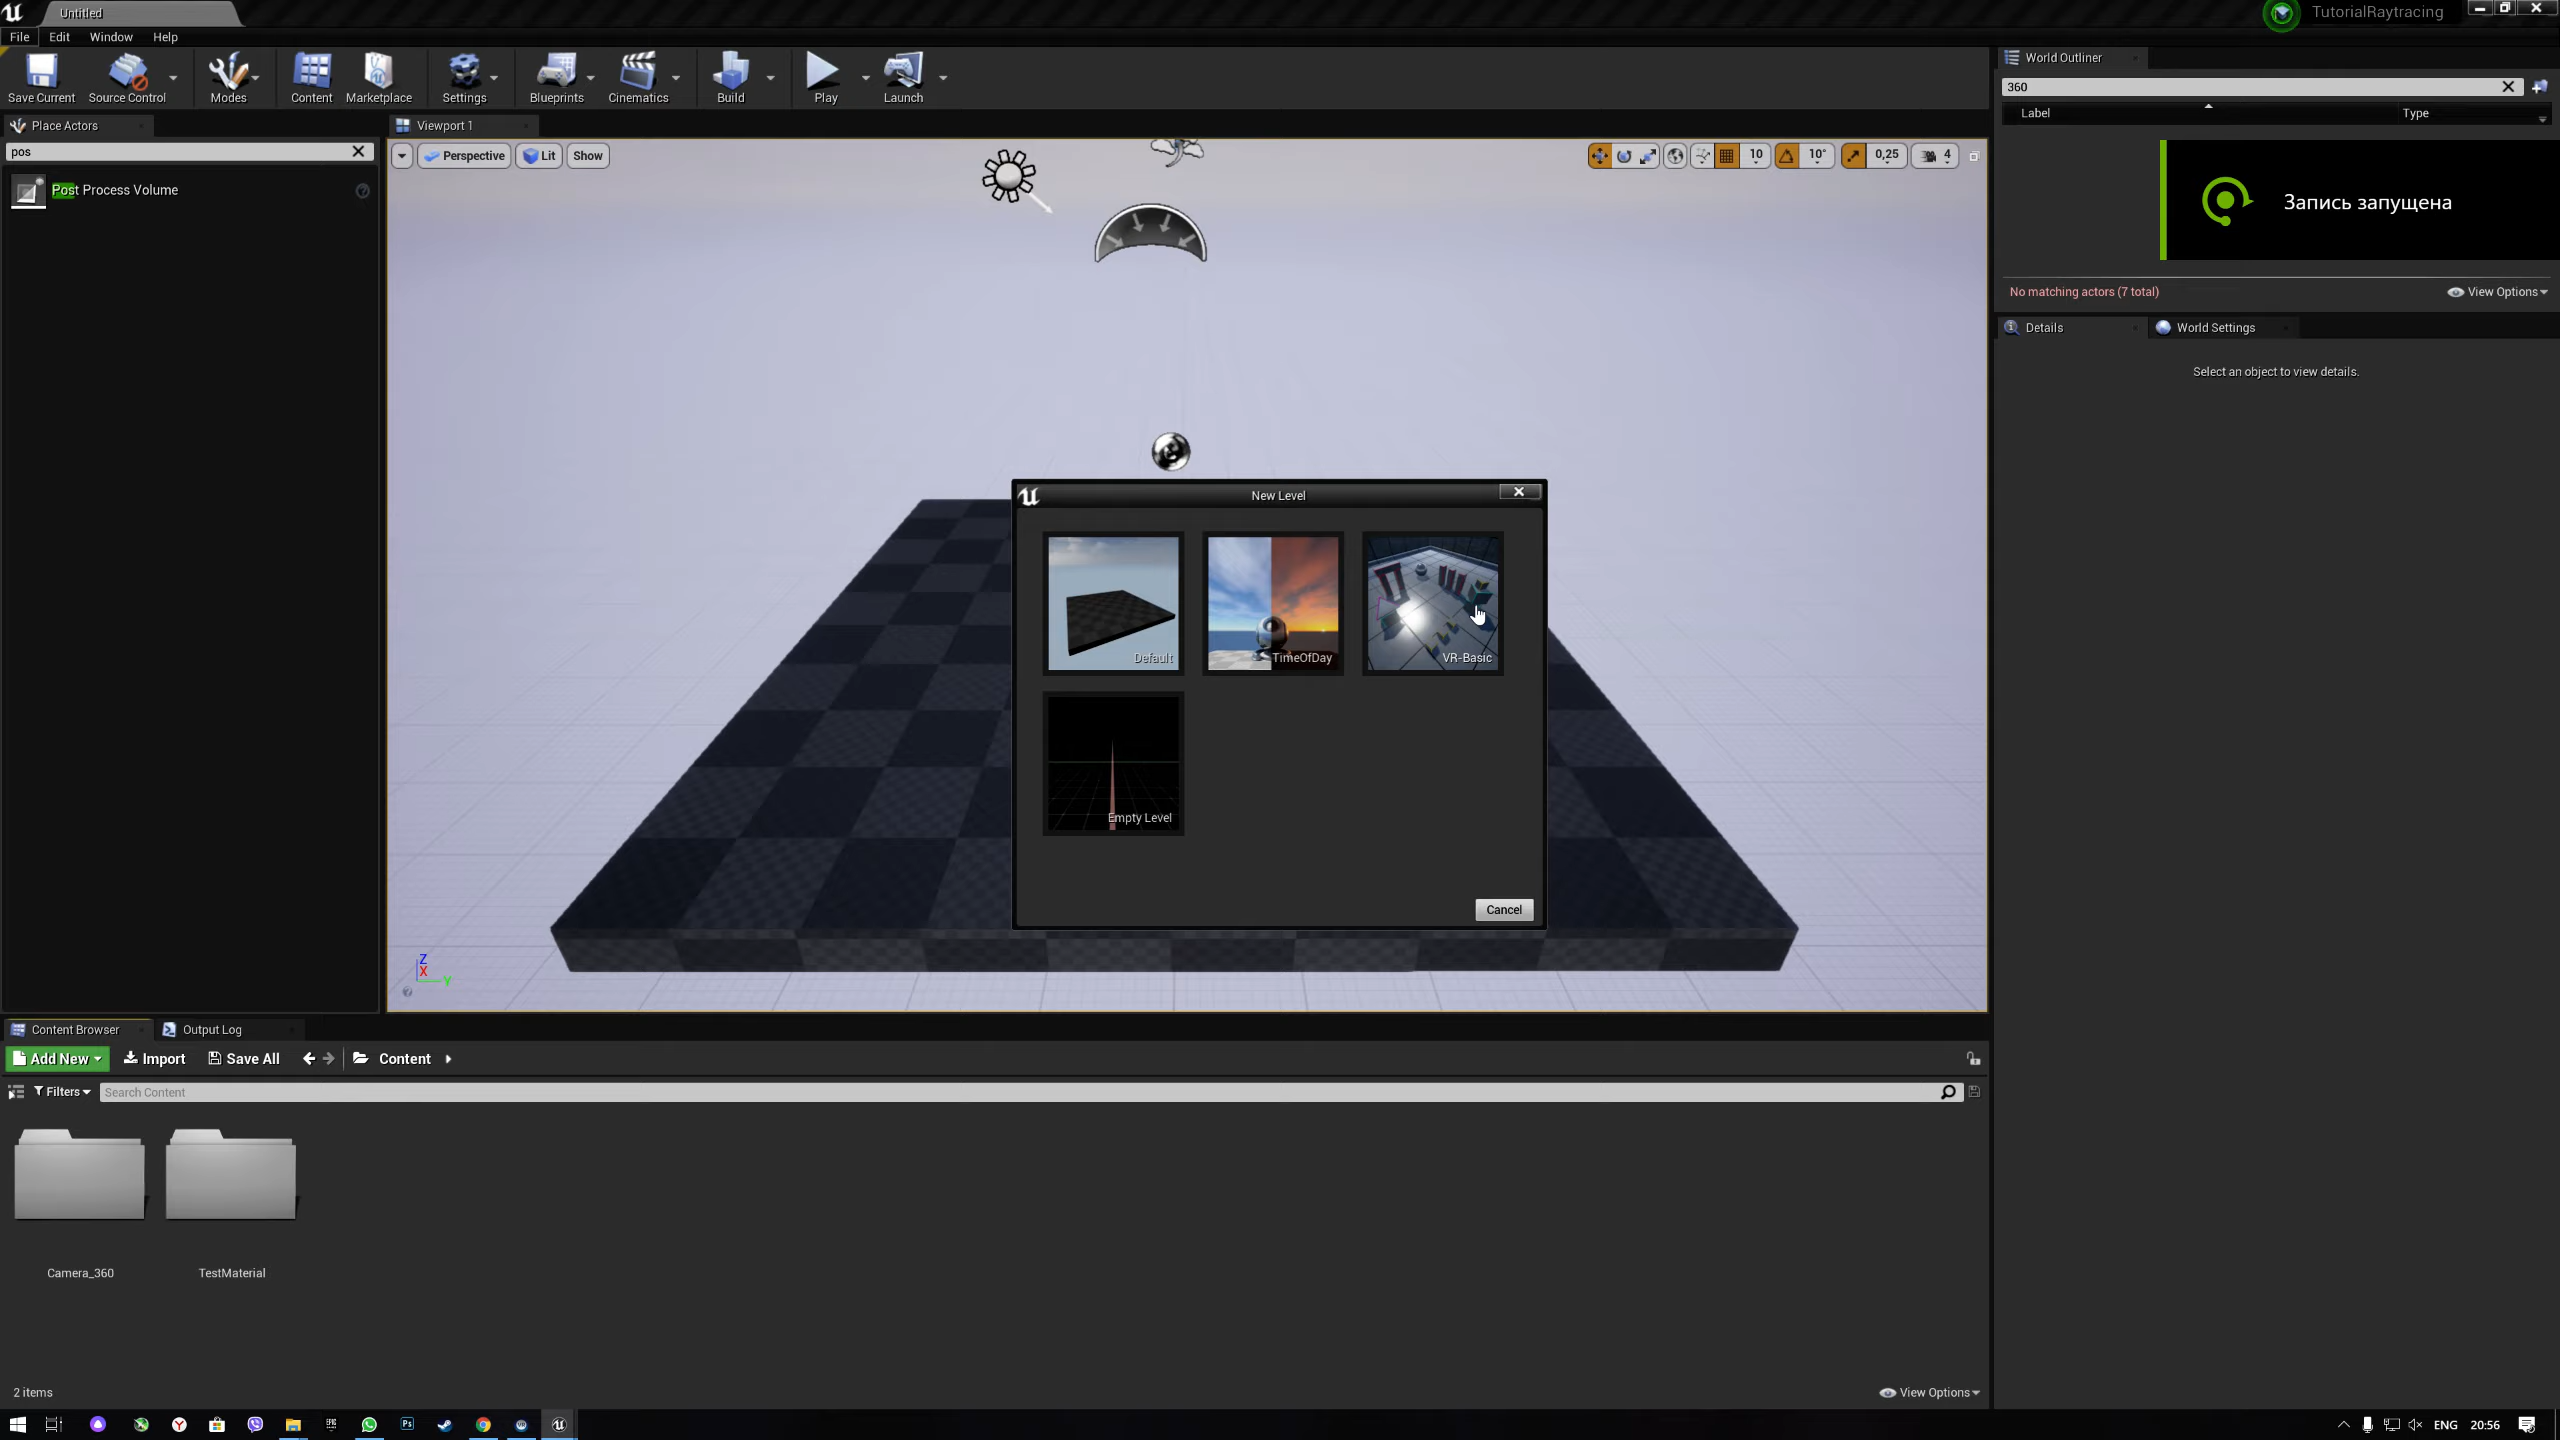 Untitled
TutorialRaytracing
File Edit Window Help
Save Current Source Control Modes Content Marketplace Settings Blueprints Cinematics Build Play Launch
World Outliner
360
Label Type
Запись запущена
No matching actors (7 total) View Options
Details World Settings
Select an object to view details.
Place Actors
pos
Post Process Volume
Viewport 1
Perspective Lit Show
10 10° 0,25 4
New Level
Default
TimeOfDay
VR-Basic
Empty Level
Cancel
Z
X
Y
Content Browser Output Log
Add New Import Save All Content
Filters Search Content
Camera_360
TestMaterial
2 items View Options
ENG 20:56